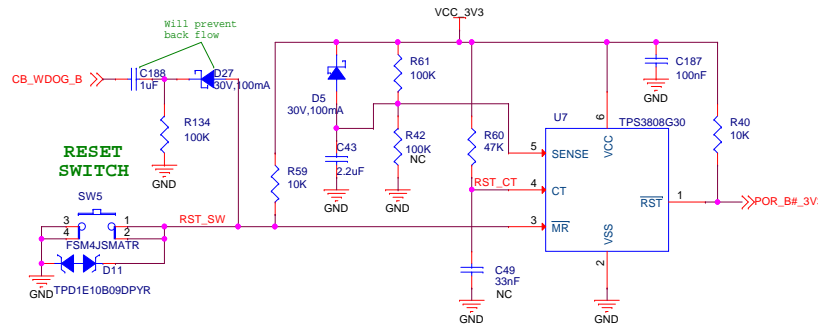 VCC_3V3
Will prevent
back flow
CB_WDOG_B
C188
1uF
D27
30V,100mA
R134
100K
GND
D5
30V,100mA
R61
100K
C187
100nF
GND
U7
TPS3808G30
R40
10K
C43
2.2uF
GND
R42
100K
NC
GND
R60
47K
R59
10K
5
SENSE
6
VCC
RST_CT
4
CT
RST
1
POR_B#_3V3
3
MR
VSS
2
GND
RESET
SWITCH
SW5
3
4
1
2
RST_SW
FSM4JSMATR
D11
GND
TPD1E10B09DPYR
C49
33nF
NC
GND